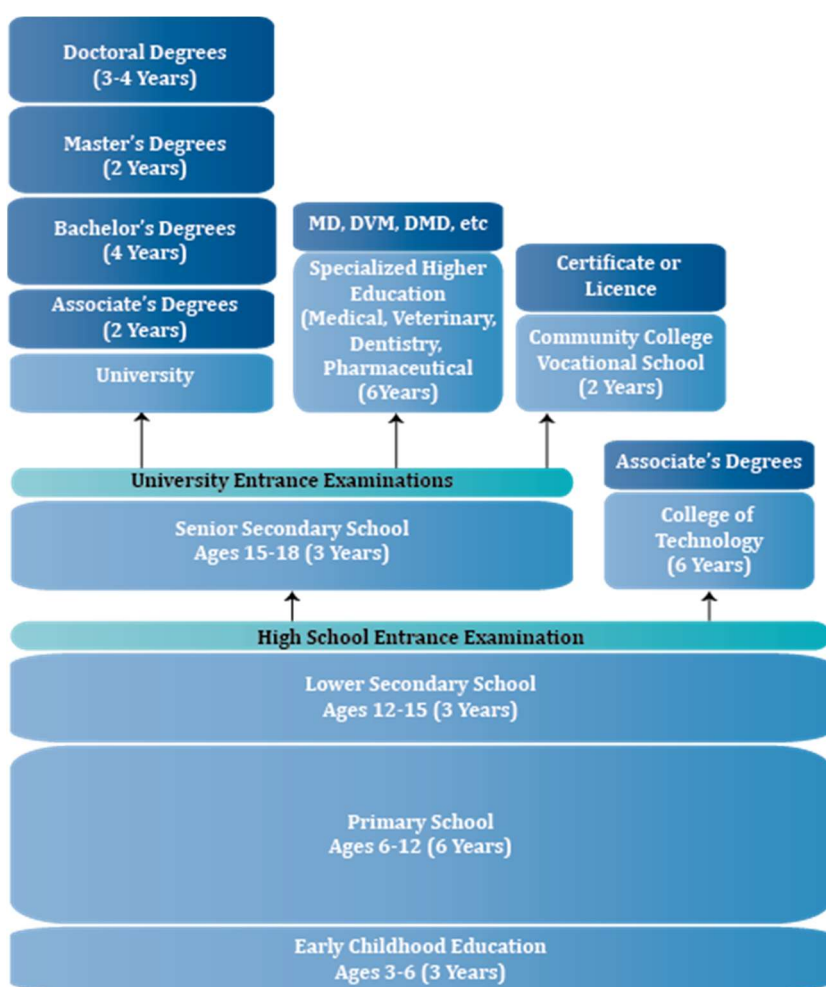 Doctoral Degrees
(3-4 Years)
Master's Degrees
(2 Years)
Bachelor's Degrees
(4 Years)
Associate's Degrees
(2 Years)
University
MD, DVM, DMD, etc
Specialized Higher
Education
(Medical, Veterinary,
Dentistry,
Pharmaceutical
(6Years)
Certificate or
Licence
Community College
Vocational School
(2 Years)
University Entrance Examinations
Senior Secondary School
Ages 15-18 (3 Years)
Associate's Degrees
College of
Technology
(6 Years)
High School Entrance Examination
Lower Secondary School
Ages 12-15 (3 Years)
Primary School
Ages 6-12 (6 Years)
Early Childhood Education
Ages 3-6 (3 Years)